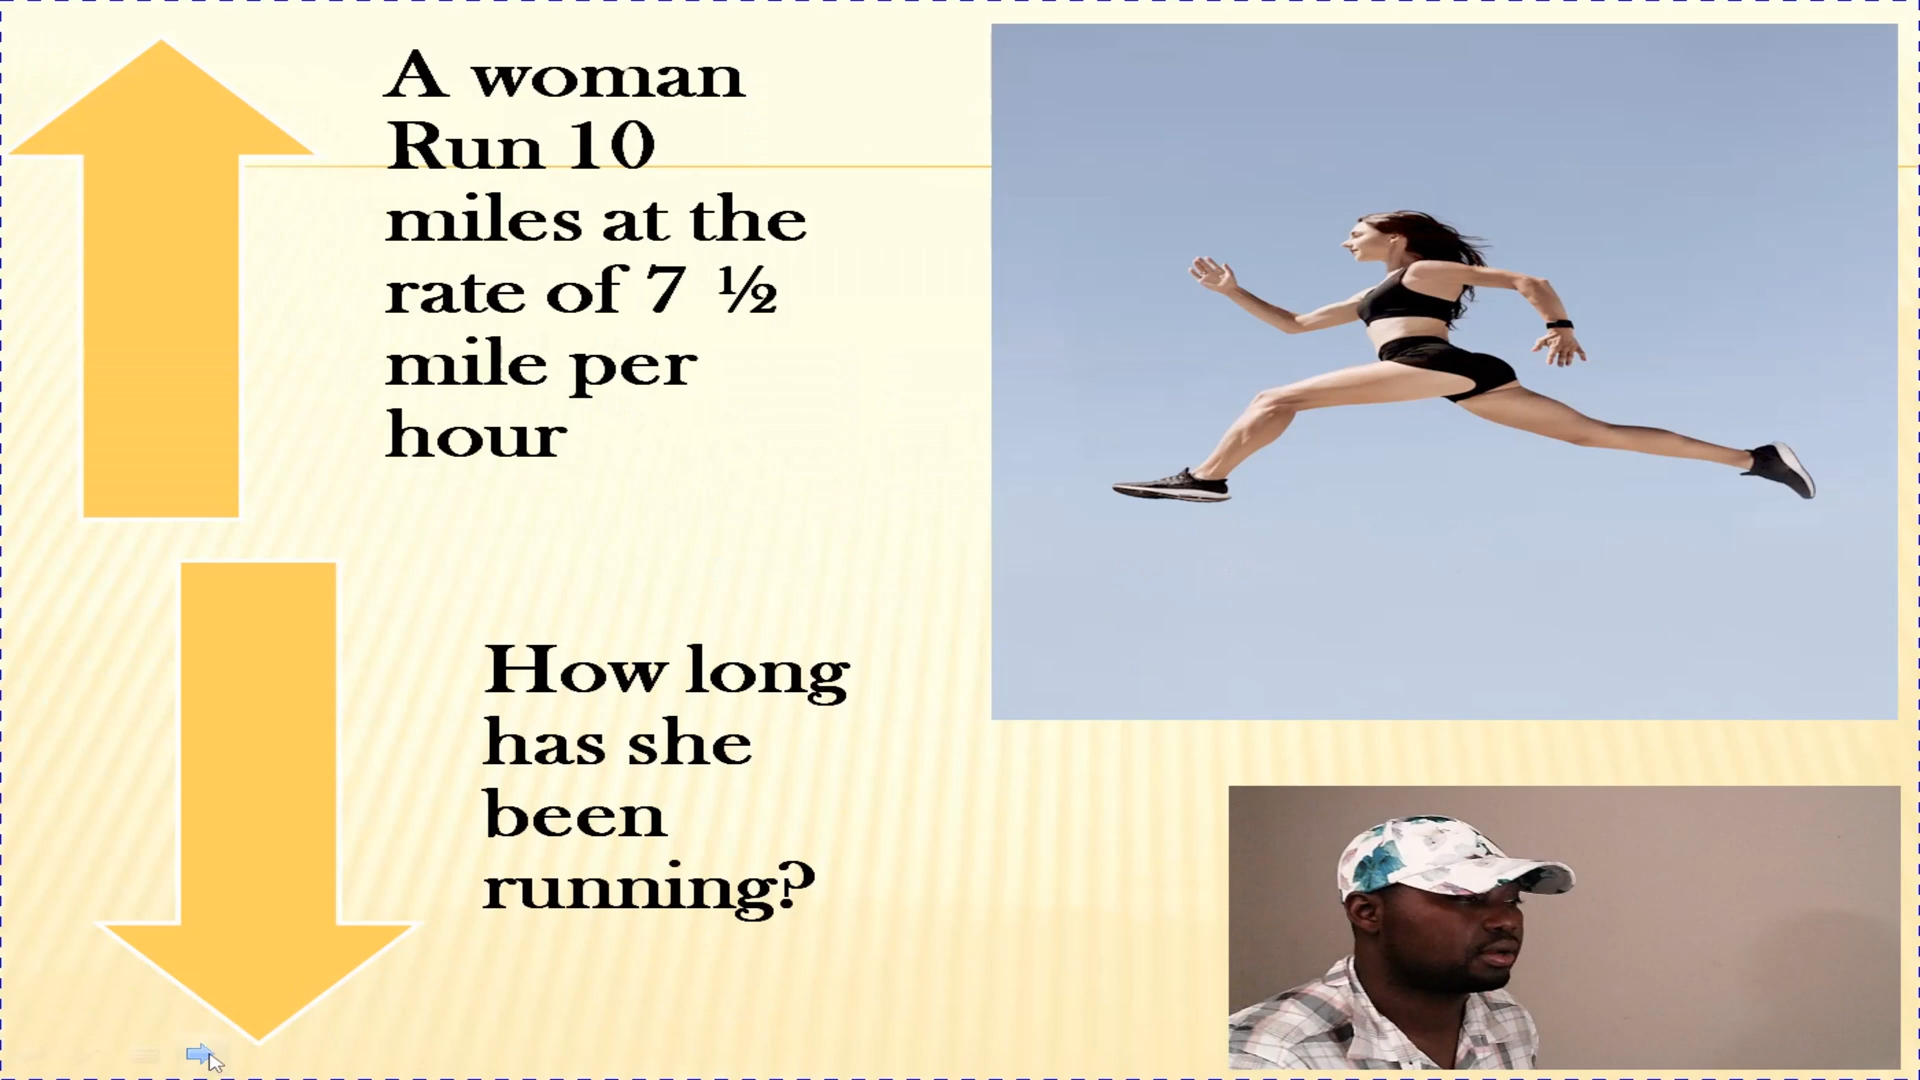 A woman
Run 10
miles at the
rate of 7 ½
mile per
hour
How long
has she
been
running?